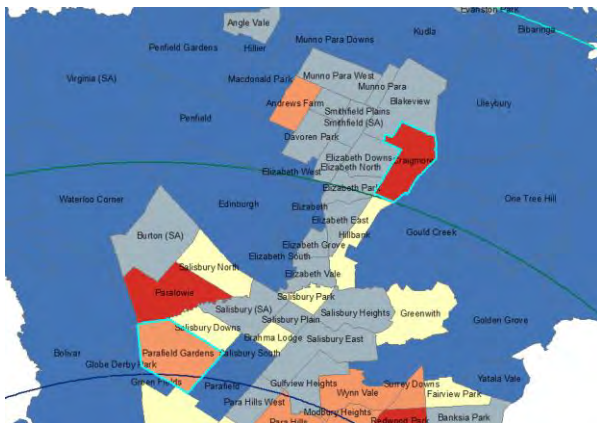 Evanston Park
Angle Vale
Kudla
Bibaringa
Munno Para Downs
Penfield Gardens
Hillier
Virginia (SA)
Macdonald Park
Munno Para West
Munno Para
Blakeview
Uleybury
Andrews Farm
Smithfield Plains
Smithfield (SA)
Penfield
Davoren Park
Elizabeth Downs
Craigmore
Elizabeth North
Elizabeth West
Elizabeth Park
Waterloo Corner
Edinburgh
Elizabeth
One Tree Hill
Elizabeth East
Burton (SA)
Hillbank
Gould Creek
Elizabeth Grove
Elizabeth South
Salisbury North
Elizabeth Vale
Paralowie
Salisbury Park
Salisbury (SA)
Salisbury Heights
Greenwith
Salisbury Plain
Golden Grove
Salisbury Downs
Brahma Lodge
Salisbury East
Bolivar
Parafield Gardens
Salisbury South
Globe Derby Park
Yatala Vale
Green Fields
Parafield
Gulfview Heights
Surrey Downs
Wynn Vale
Fairview Park
Para Hills West
Modbury Heights
Redwood Park
Banksia Park
Para Hills